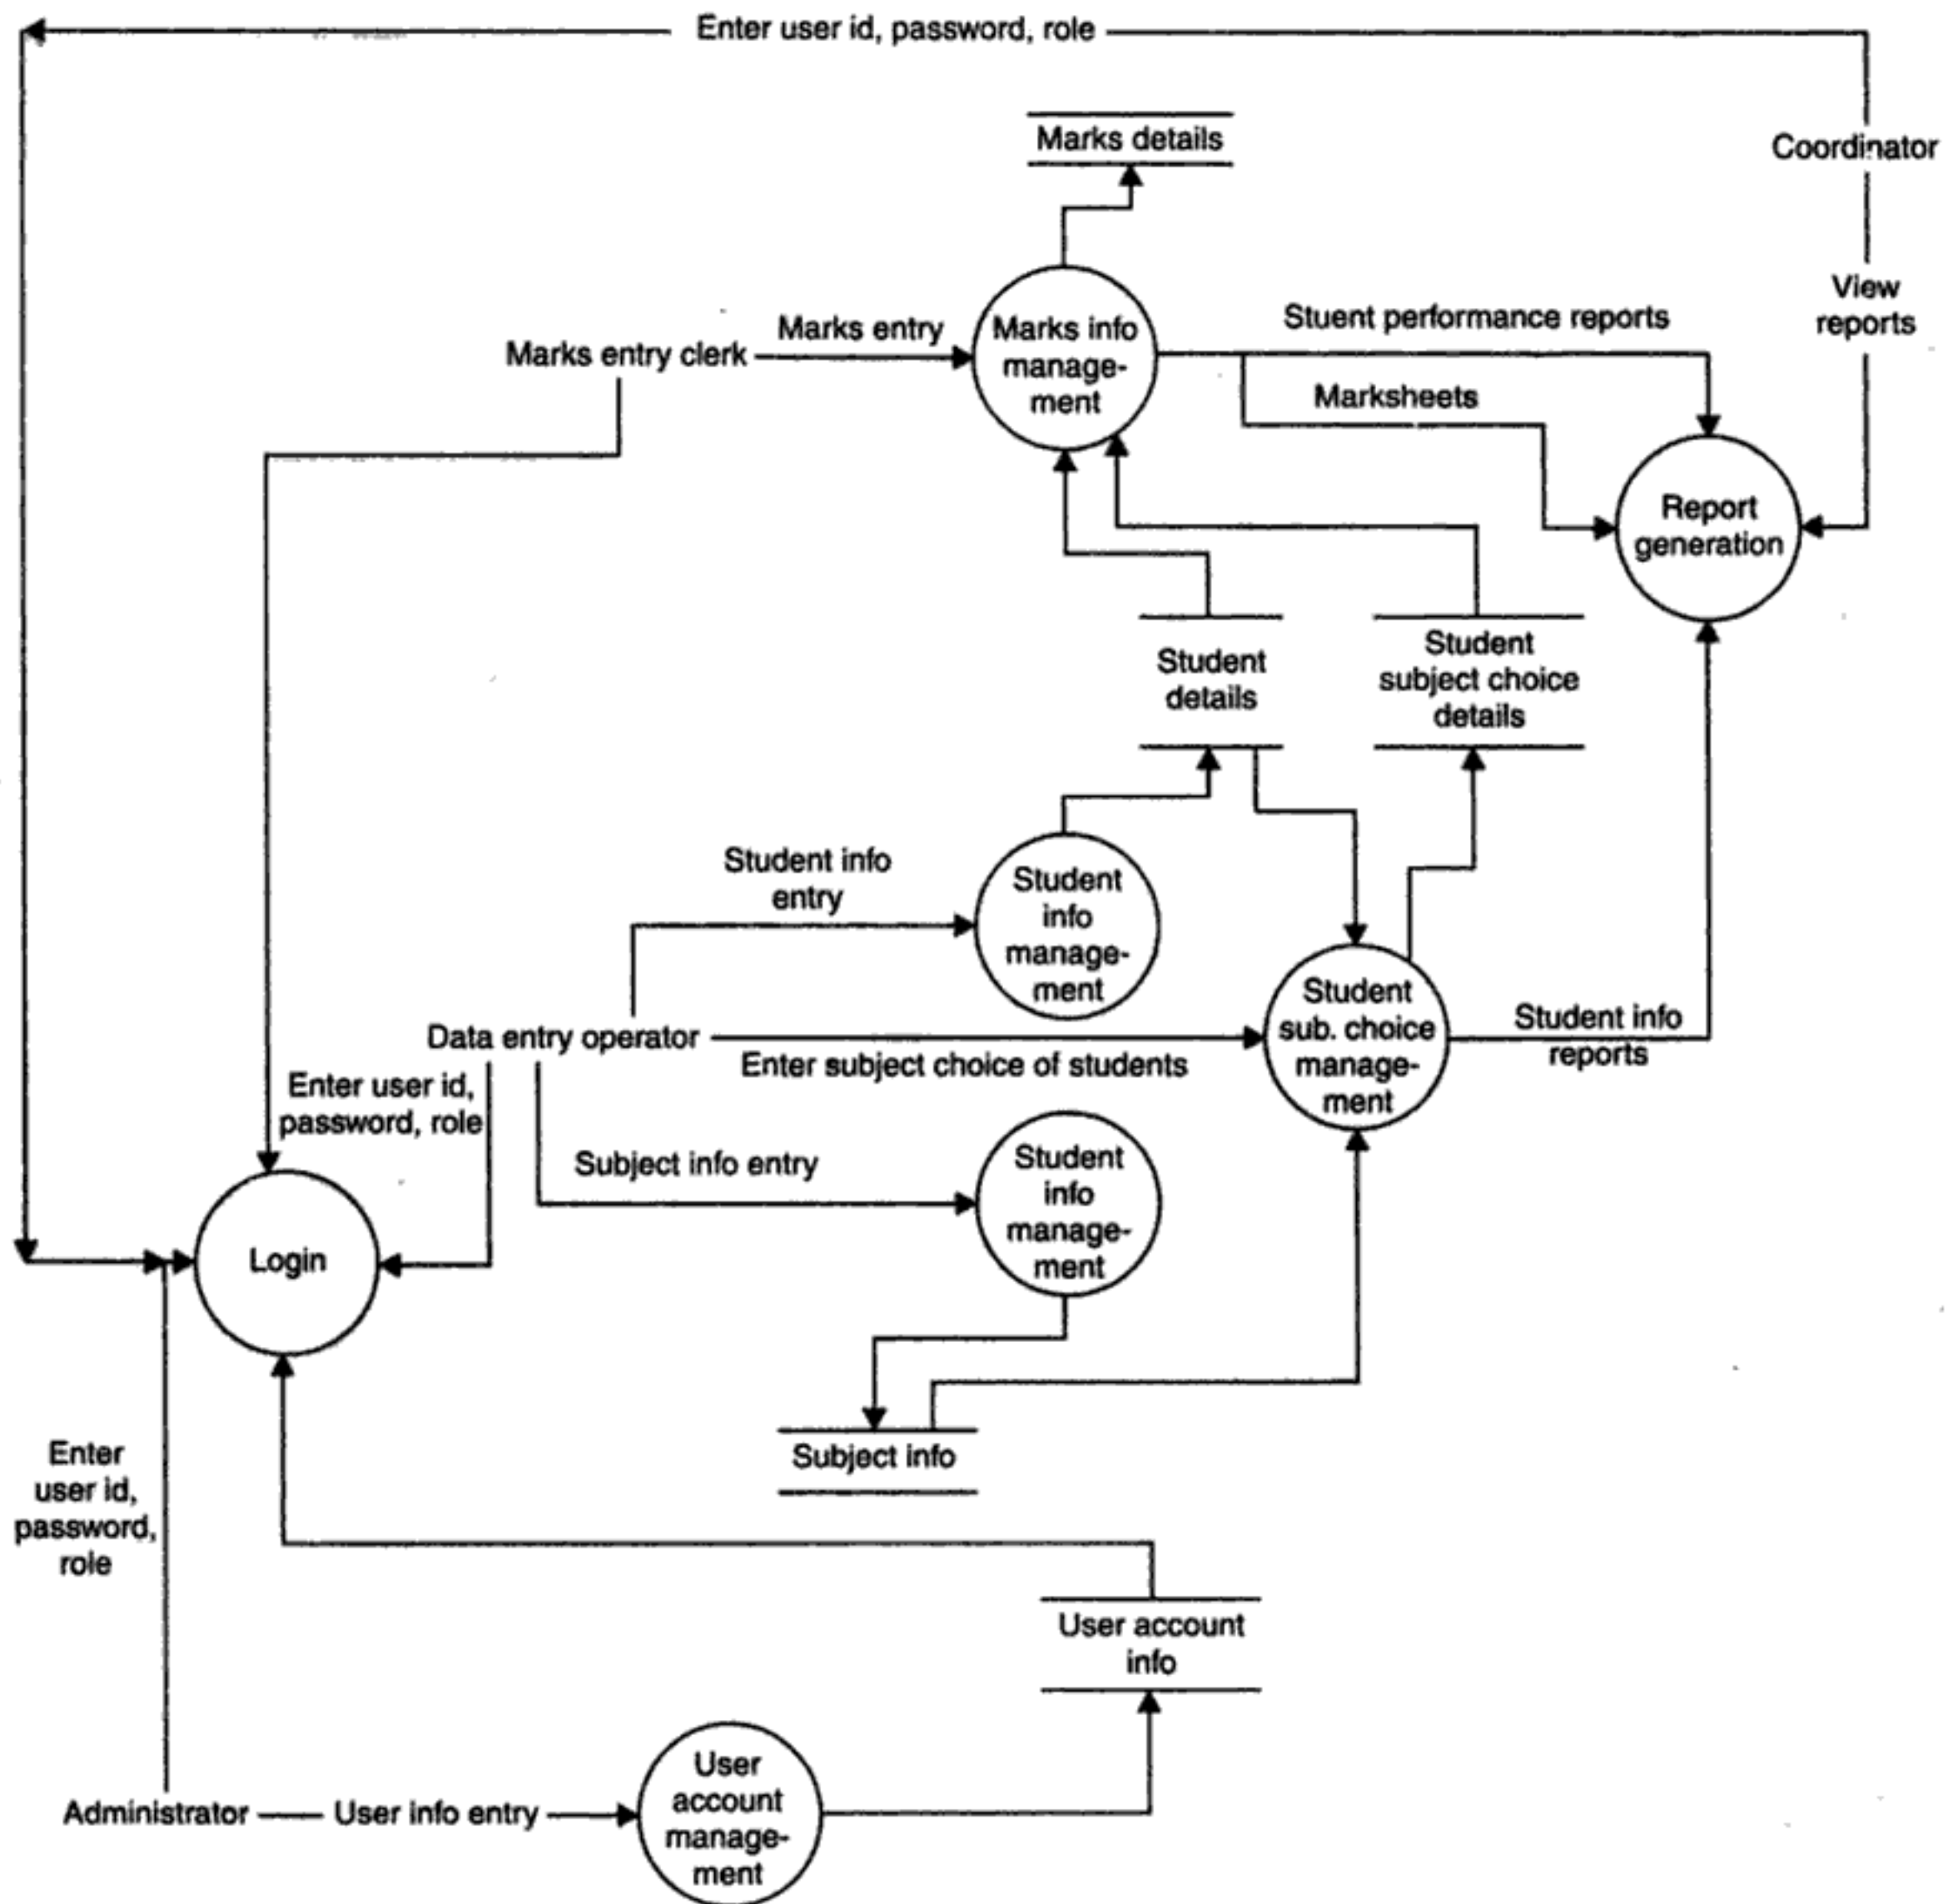 Enter user id, password, role
Marks details
Coordinator
View
reports
Marks entry clerk
Marks entry
Marks info
manage-
ment
Stuent performance reports
Marksheets
Report
generation
Student
details
Student
subject choice
details
Student info
entry
Student
info
manage-
ment
Data entry operator
Enter subject choice of students
Student
sub. choice
manage-
ment
Student info
reports
Enter user id,
password, role
Subject info entry
Student
info
manage-
ment
Login
Subject info
Enter
user id,
password,
role
User account
info
Administrator
User info entry
User
account
manage-
ment